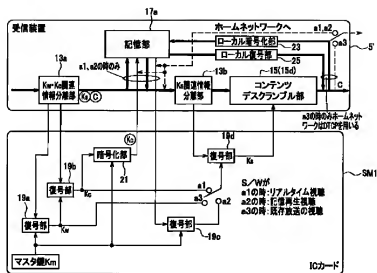 受信装置
17a
ホームネットワークへ
a1,a2
5'
記憶部
ローカル暗号化部
23
a3
ローカル復号部
25
a1、a2の時のみ
13a
13b
15(15d)
Kw・Kc関連
情報分離部
Ks関連情報
分離部
コンテンツ
デスクランブル部
C
a3の時のみホームネット
ワークはDTCPを用いる
19d
復号部
Ks
19b
暗号化部
復号部
21
Kc
a1
a3
a2
S/Wが
a1の時:リアルタイム視聴
a2の時:記憶再生視聴
a3の時:既存放送の視聴
SM1
19a
復号部
Kw
復号部
19c
マスタ鍵Km
ICカード